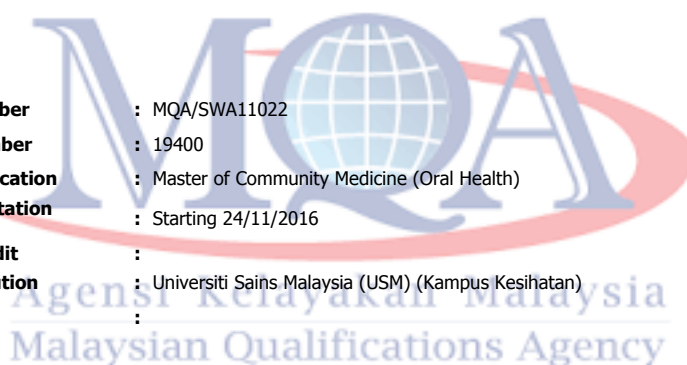 MQA
ber : MQA/SWA11022
ber : 19400
cation : Master of Community Medicine (Oral Health)
tation
: Starting 24/11/2016
dit :
tion : Universiti Sains Malaysia (USM) (Kampus Kesihatan)
Agensi Kelayakan Malaysia
:
Malaysian Qualifications Agency